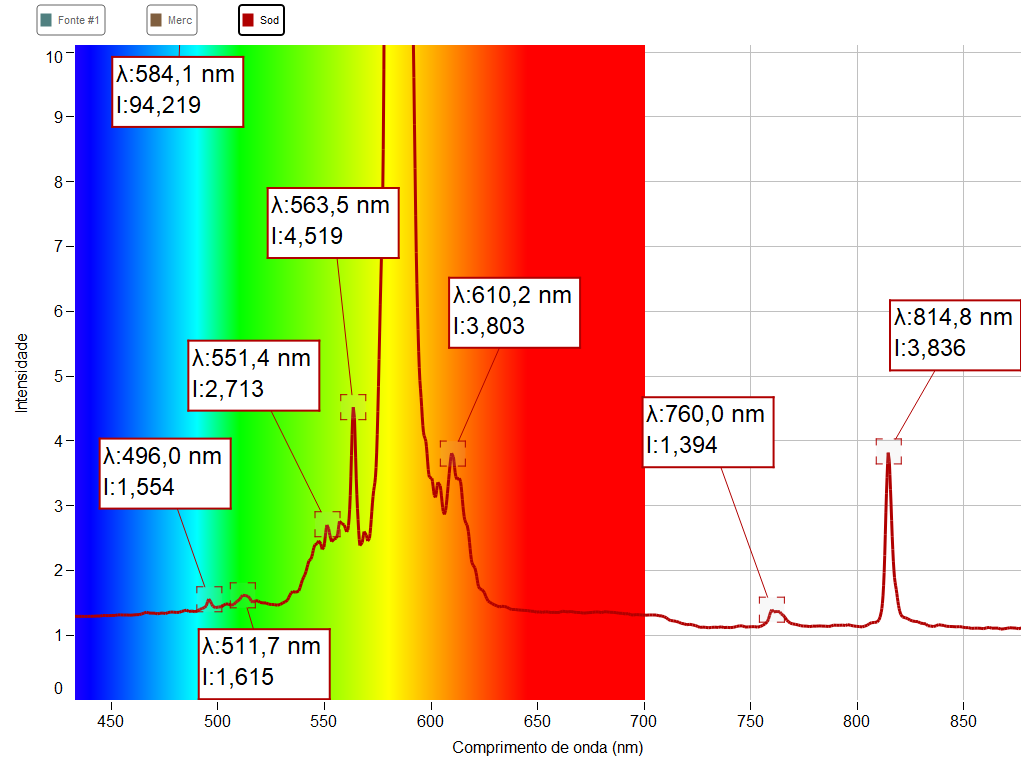 Fonte #1
Merc
Sod
10
9
8
7
6
5
4
3
2
1
0
Intensidade
λ:584,1 nm
I:94,219
λ:563,5 nm
I:4,519
λ:610,2 nm
I:3,803
λ:814,8 nm
I:3,836
λ:551,4 nm
I:2,713
λ:760,0 nm
I:1,394
λ:496,0 nm
I:1,554
λ:511,7 nm
I:1,615
450
500
550
600
650
700
750
800
850
Comprimento de onda (nm)